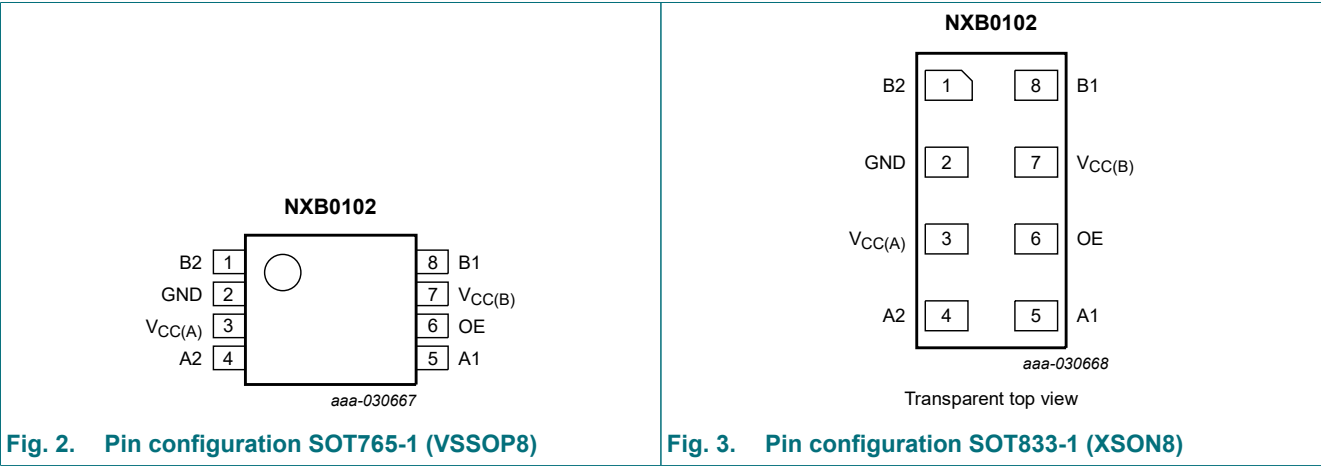 NXB0102
B2 1 8 B1
GND 2 7 VCC(B)
VCC(A) 3 6 OE
A2 4 5 A1
aaa-030667
Fig. 2. Pin configuration SOT765-1 (VSSOP8)
NXB0102
B2 1 8 B1
GND 2 7 VCC(B)
VCC(A) 3 6 OE
A2 4 5 A1
aaa-030668
Transparent top view
Fig. 3. Pin configuration SOT833-1 (XSON8)